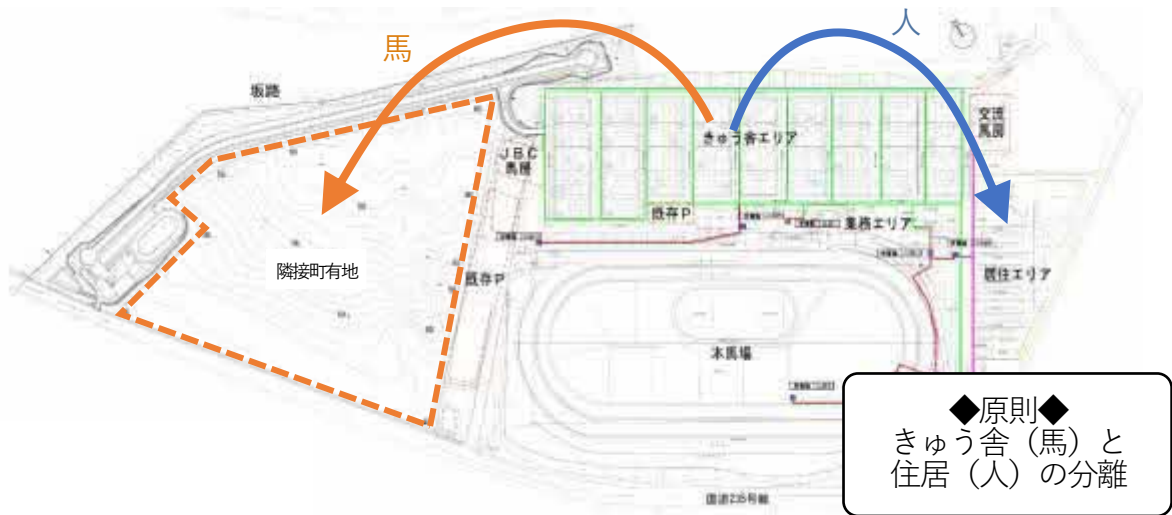 馬
人
坂路
交流
馬房
きゅう舎エリア
JBC
馬房
既存P
業務エリア
隣接町有地
既存P
居住エリア
本馬場
◆原則◆
きゅう舎（馬）と
住居（人）の分離
国道235号線